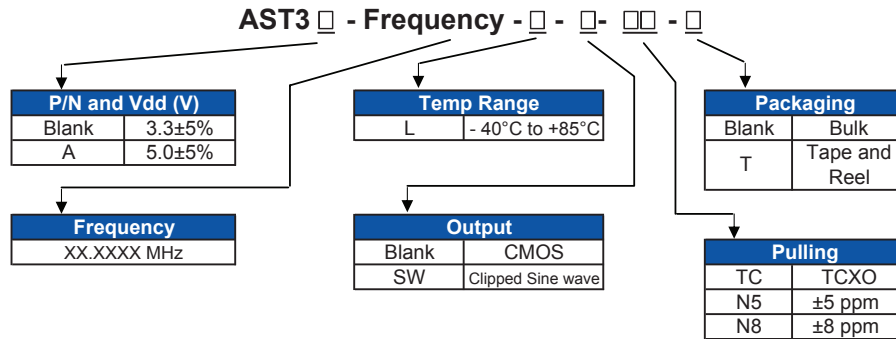 AST3 □ - Frequency - □ - □- □□ - □
P/N and Vdd (V)
Blank 3.3±5%
A 5.0±5%
Temp Range
L - 40°C to +85°C
Packaging
Blank Bulk
T Tape and
Reel
Frequency
XX.XXXX MHz
Output
Blank CMOS
SW Clipped Sine wave
Pulling
TC TCXO
N5 ±5 ppm
N8 ±8 ppm